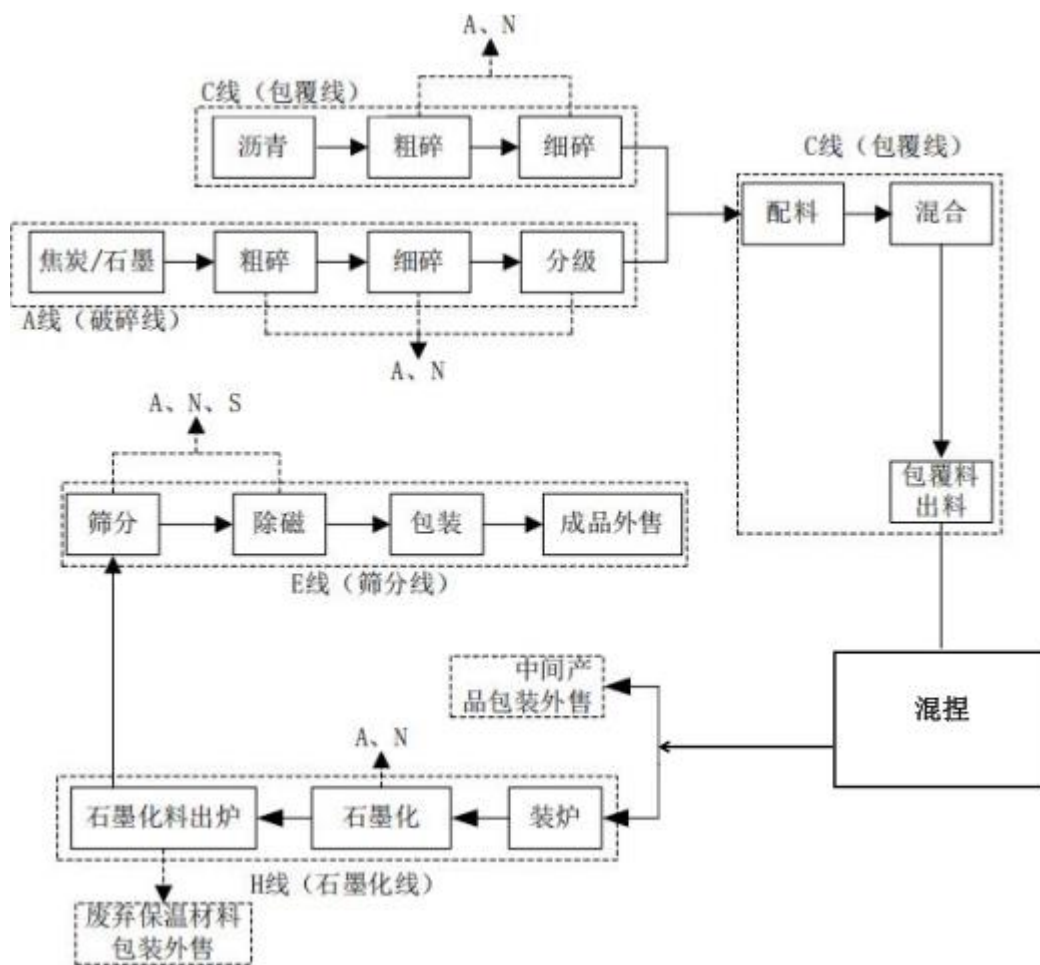 A、N
C线（包覆线）
沥青
粗碎
细碎
C线（包覆线）
配料
混合
焦炭/石墨
粗碎
细碎
分级
A线（破碎线）
A、N
A、N、S
筛分
除磁
包装
成品外售
E线（筛分线）
包覆料
出料
中间产
品包装外售
混捏
A、N
石墨化料出炉
石墨化
装炉
H线（石墨化线）
废弃保温材料
包装外售